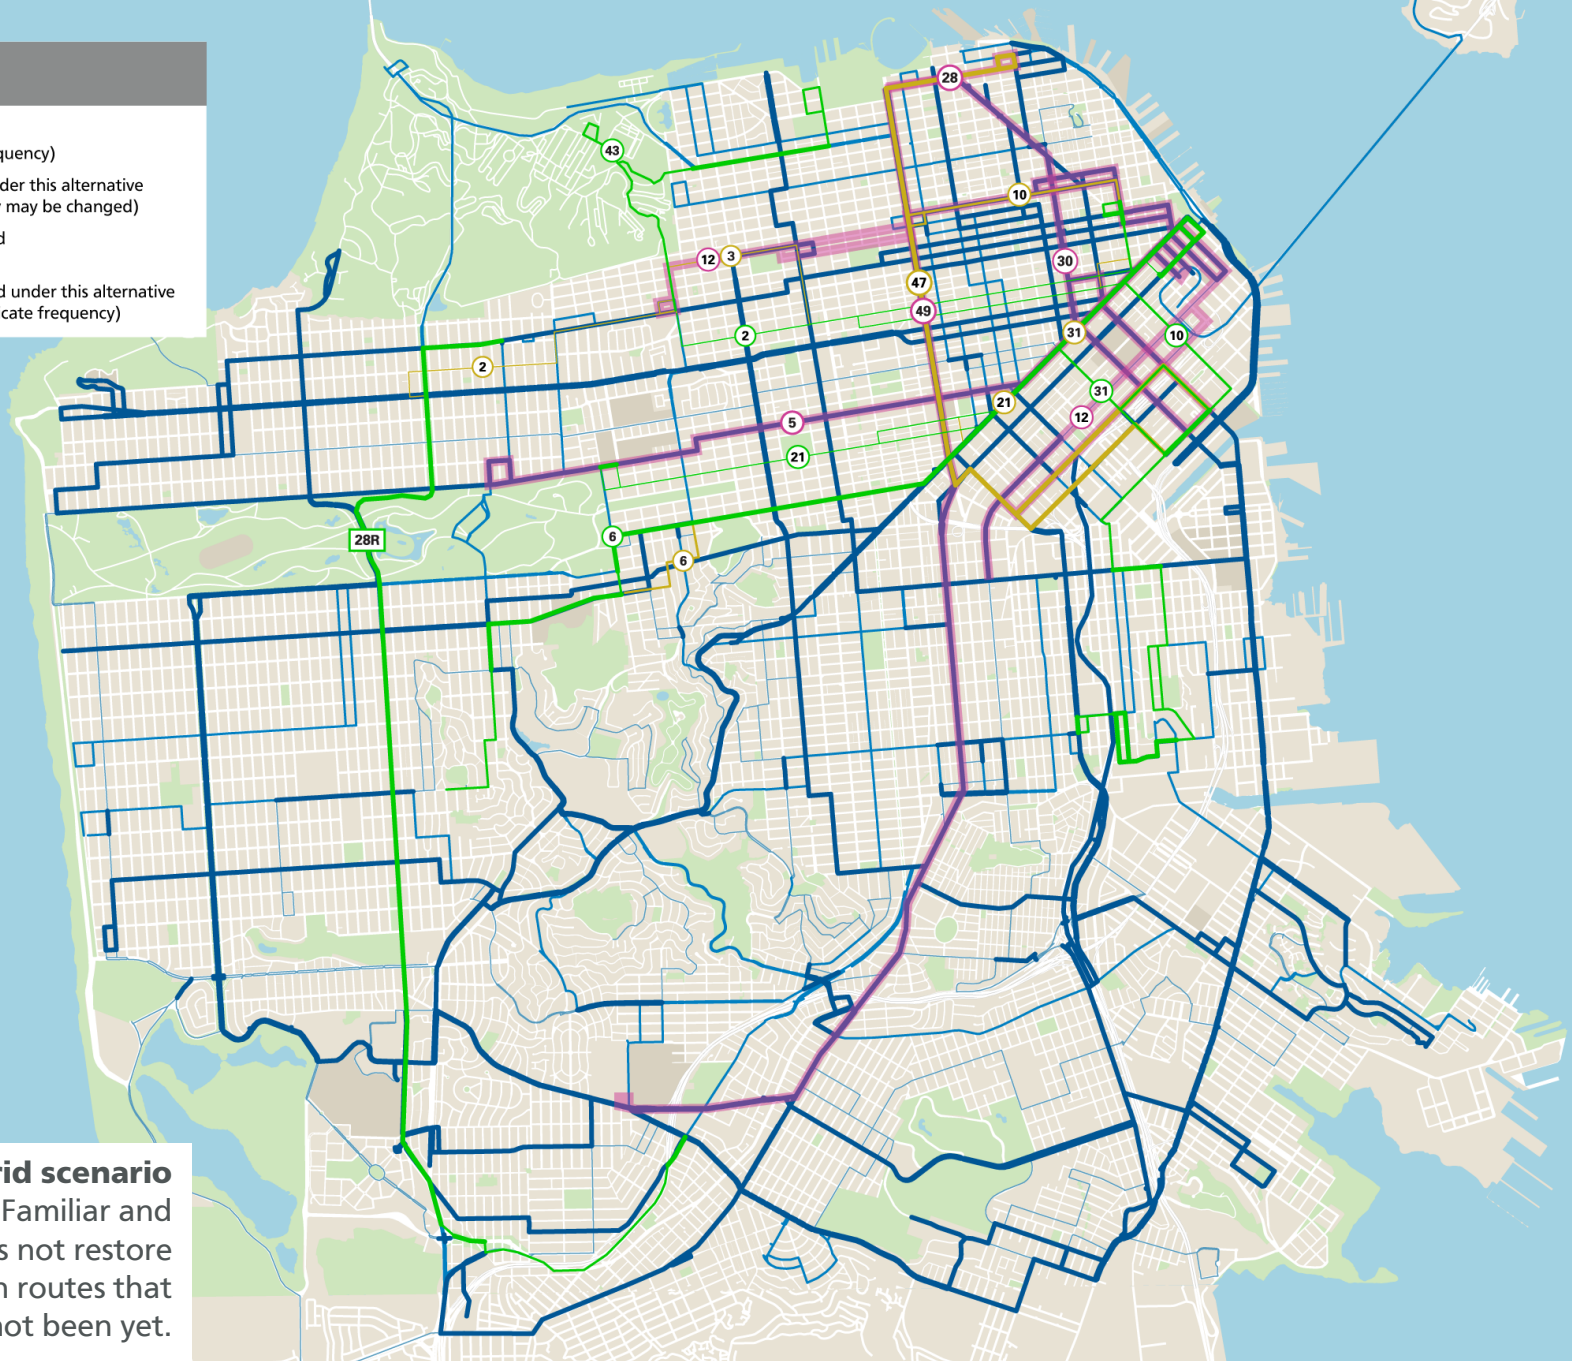 quency)
der this alternative
may be changed)
d
d under this alternative
cate frequency)
28
43
10
12
3
30
47
49
2
31
10
2
31
21
12
5
21
6
28R
6
rid scenario
Familiar and
s not restore
routes that
not been yet.